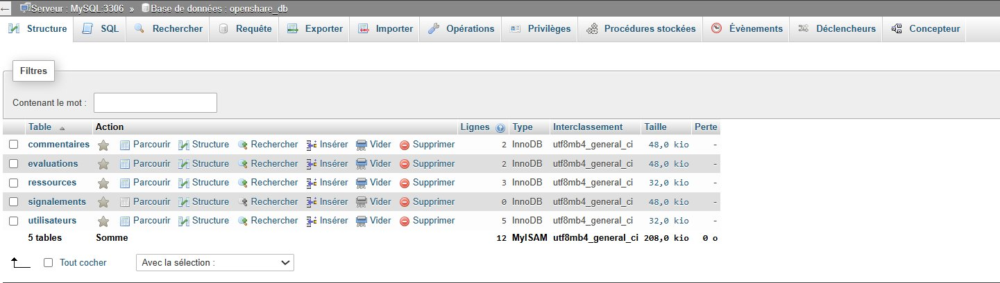 Serveur : MySQL:3306 » Base de données : openshare_db
Structure SQL Rechercher Requête Exporter Importer Opérations Privilèges Procédures stockées Évènements Déclencheurs Concepteur
Filtres
Contenant le mot :
Table Action Lignes Type Interclassement Taille Perte
commentaires Parcourir Structure Rechercher Insérer Vider Supprimer 2 InnoDB utf8mb4_general_ci 48,0 kio -
evaluations Parcourir Structure Rechercher Insérer Vider Supprimer 2 InnoDB utf8mb4_general_ci 48,0 kio -
ressources Parcourir Structure Rechercher Insérer Vider Supprimer 3 InnoDB utf8mb4_general_ci 32,0 kio -
signalements Parcourir Structure Rechercher Insérer Vider Supprimer 0 InnoDB utf8mb4_general_ci 48,0 kio -
utilisateurs Parcourir Structure Rechercher Insérer Vider Supprimer 5 InnoDB utf8mb4_general_ci 32,0 kio -
5 tables Somme 12 MyISAM utf8mb4_general_ci 208,0 kio 0 o
Tout cocher Avec la sélection :